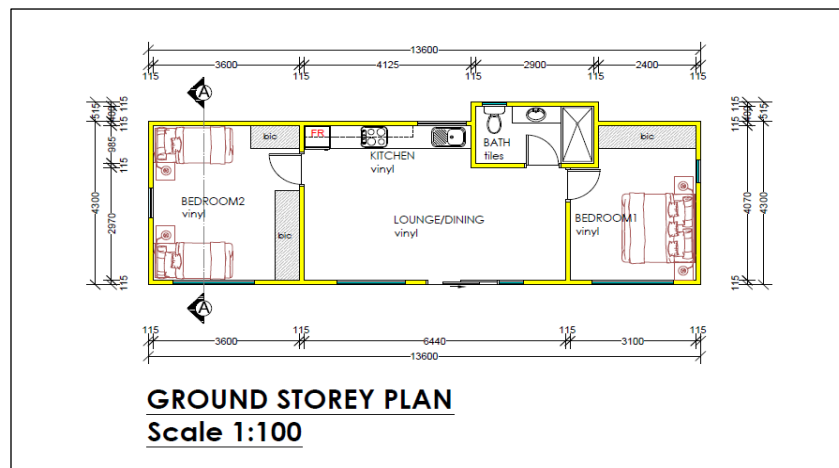 13600
115 3600 115 4125 115 2900 115 2400 115
A
515 115 400 115
985
115
4300
2970
115
bic
FR
KITCHEN
vinyl
BATH
tiles
bic
BEDROOM2
vinyl
LOUNGE/DINING
vinyl
BEDROOM1
vinyl
bic
115 400 515
115
4070 4300
115
A
115 3600 115 6440 115 3100 115
13600
GROUND STOREY PLAN
Scale 1:100